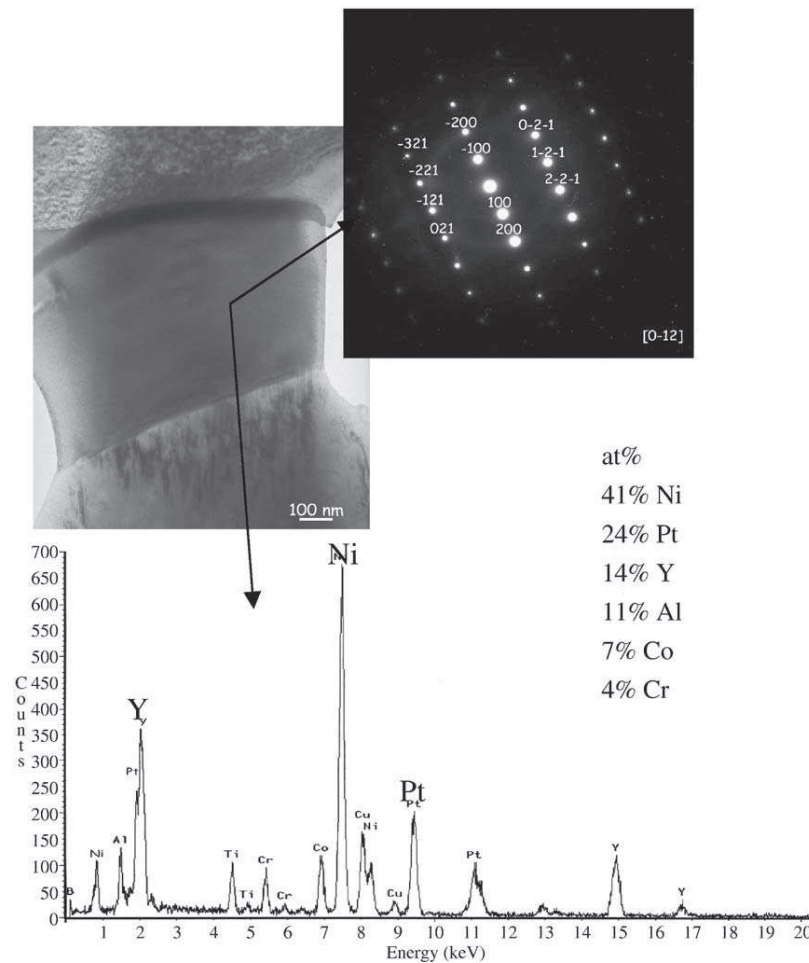 -200
0-2-1
-321
-100
1-2-1
-221
2-2-1
-121
100
021
200
[0-12]
100 nm
at%
41% Ni
24% Pt
14% Y
11% Al
7% Co
4% Cr
700
650
600
550
500
450
400
350
300
250
200
150
100
50
0
Counts
Ni
Y
Y
Pt
Pt
Pt
Cu
Ni
Al
Ni
Ti
Ti
Cr
Cr
Co
Cu
Pt
Y
Y
B
1 2 3 4 5 6 7 8 9 10 11 12 13 14 15 16 17 18 19 20
Energy (keV)